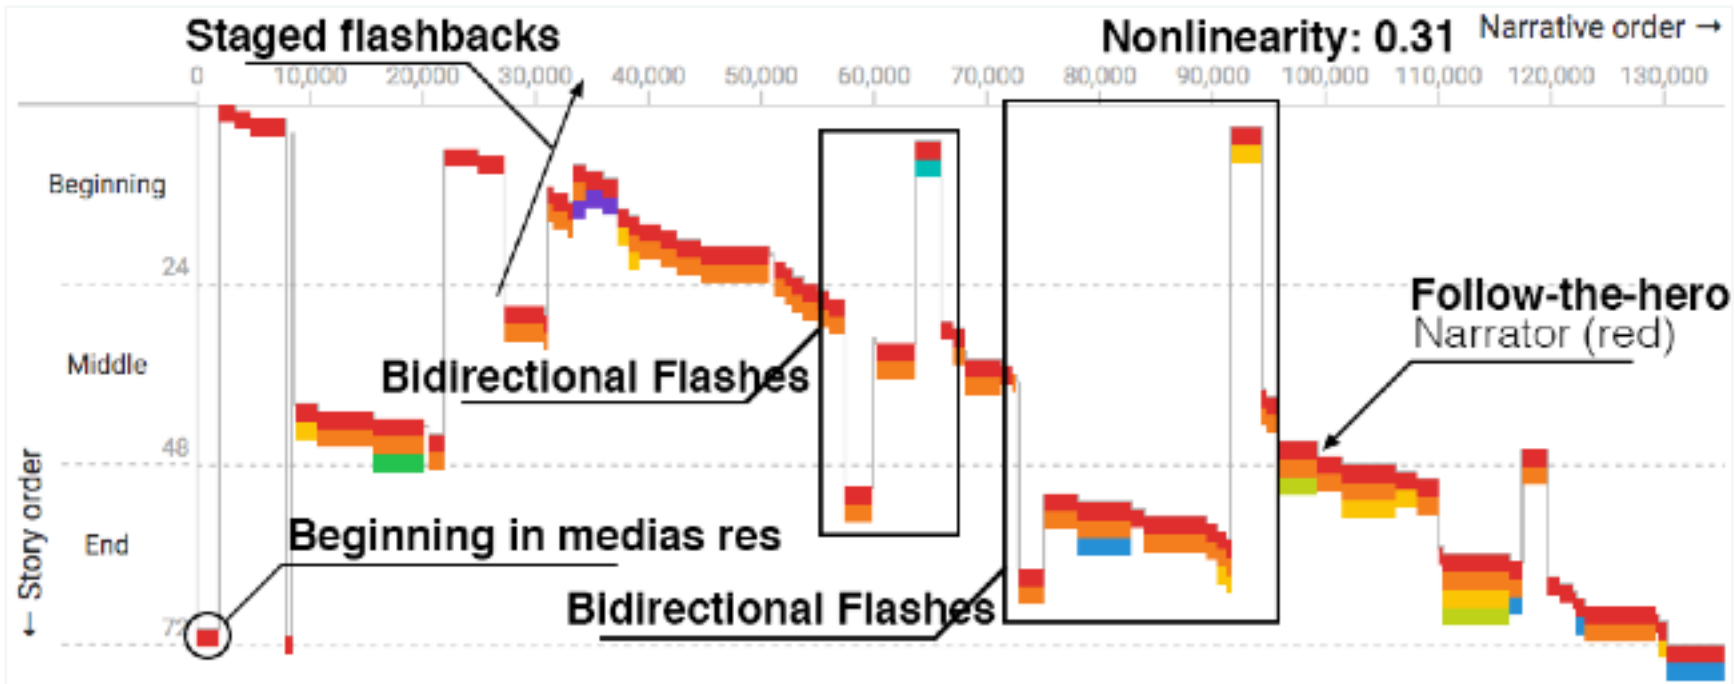 Staged flashbacks
Nonlinearity: 0.31
Narrative order →
0 10,000 20,000 30,000 40,000 50,000 60,000 70,000 80,000 90,000 100,000 110,000 120,000 130,000
Beginning
24
Follow-the-hero
Narrator (red)
Middle
Bidirectional Flashes
48
← Story order
Beginning in medias res
End
Bidirectional Flashes
72